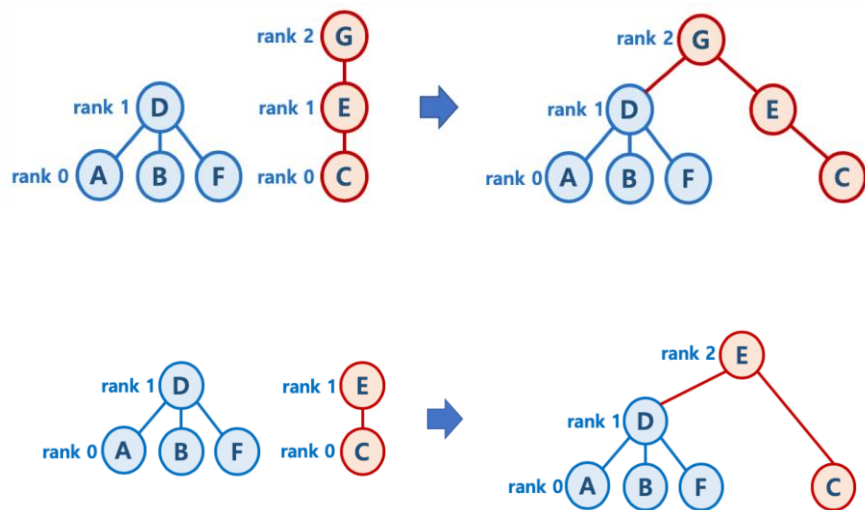 rank 2 G
rank 1 D
rank 1 E
rank 0 A B F
rank 0 C
rank 2 G
rank 1 D E
rank 0 A B F C
rank 1 D
rank 1 E
rank 0 A B F
rank 0 C
rank 2 E
rank 1 D
rank 0 A B F C